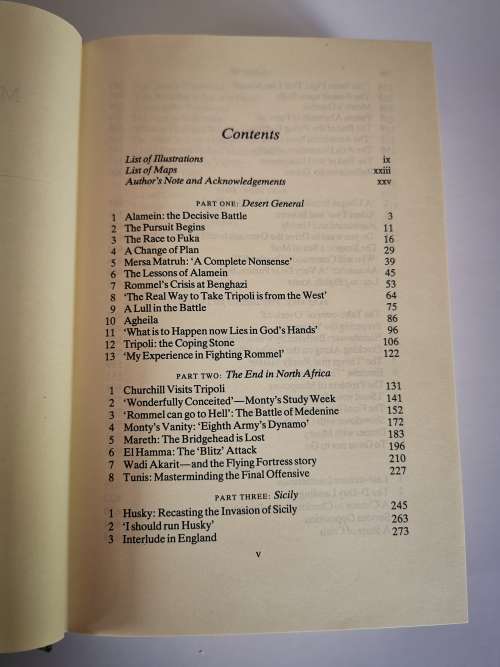 Contents
List of Illustrations ix
List of Maps xxiii
Author's Note and Acknowledgements xxv
PART ONE: Desert General
1 Alamein: the Decisive Battle 3
2 The Pursuit Begins 11
3 The Race to Fuka 16
4 A Change of Plan 29
5 Mersa Matruh: 'A Complete Nonsense' 39
6 The Lessons of Alamein 45
7 Rommel's Crisis at Benghazi 53
8 'The Real Way to Take Tripoli is from the West' 64
9 A Lull in the Battle 75
10 Agheila 86
11 'What is to Happen now Lies in God's Hands' 96
12 Tripoli: the Coping Stone 106
13 'My Experience in Fighting Rommel' 122
PART TWO: The End in North Africa
1 Churchill Visits Tripoli 131
2 'Wonderfully Conceited'—Monty's Study Week 141
3 'Rommel can go to Hell': The Battle of Medenine 152
4 Monty's Vanity: 'Eighth Army's Dynamo' 172
5 Mareth: The Bridgehead is Lost 183
6 El Hamma: The 'Blitz' Attack 196
7 Wadi Akarit—and the Flying Fortress story 210
8 Tunis: Masterminding the Final Offensive 227
PART THREE: Sicily
1 Husky: Recasting the Invasion of Sicily 245
2 'I should run Husky' 263
3 Interlude in England 273
v